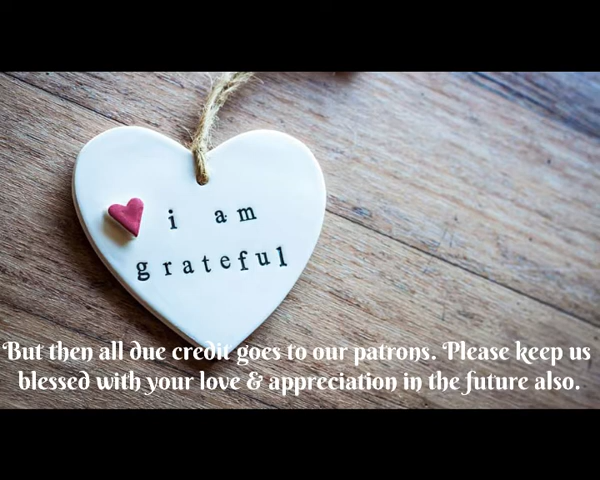 i am
grateful
But then all due credit goes to our patrons. Please keep us
blessed with your love & appreciation in the future also.